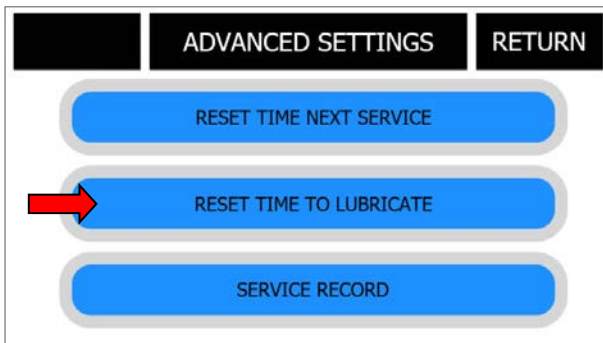 ADVANCED SETTINGS
RETURN
RESET TIME NEXT SERVICE
RESET TIME TO LUBRICATE
SERVICE RECORD